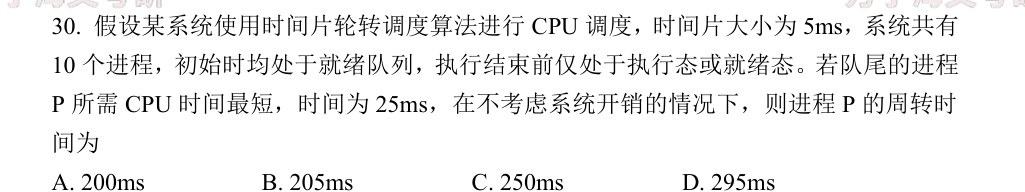 30. 假设某系统使用时间片轮转调度算法进行 CPU 调度，时间片大小为 5ms，系统共有
10 个进程，初始时均处于就绪队列，执行结束前仅处于执行态或就绪态。若队尾的进程
P 所需 CPU 时间最短，时间为 25ms，在不考虑系统开销的情况下，则进程 P 的周转时
间为
A. 200ms B. 205ms C. 250ms D. 295ms